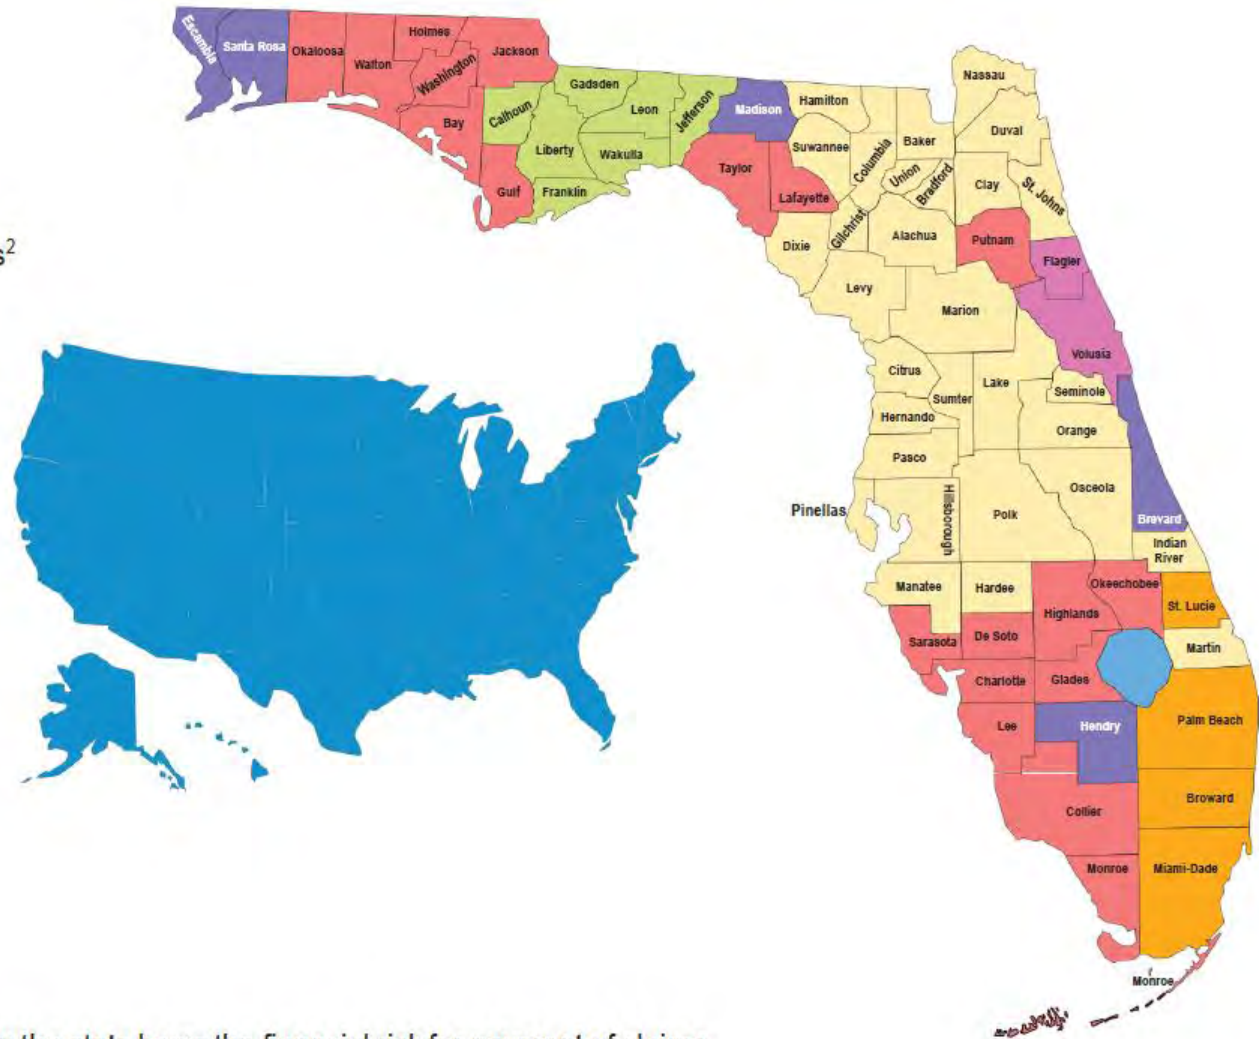 Escambia
Santa Rosa
Okaloosa
Walton
Holmes
Washington
Jackson
Bay
Calhoun
Gulf
Gadsden
Liberty
Franklin
Leon
Wakulla
Jefferson
Madison
Taylor
Lafayette
Hamilton
Suwannee
Columbia
Baker
Nassau
Duval
Union
Bradford
Clay
St. Johns
Dixie
Gilchrist
Alachua
Putnam
Flagler
Levy
Marion
Volusia
Citrus
Sumter
Lake
Seminole
Hernando
Orange
Pasco
Pinellas
Hillsborough
Polk
Osceola
Brevard
Indian
River
Manatee
Hardee
Highlands
Okeechobee
St. Lucie
Sarasota
De Soto
Martin
Charlotte
Glades
Lee
Hendry
Palm Beach
Collier
Broward
Monroe
Miami-Dade
Monroe
s2